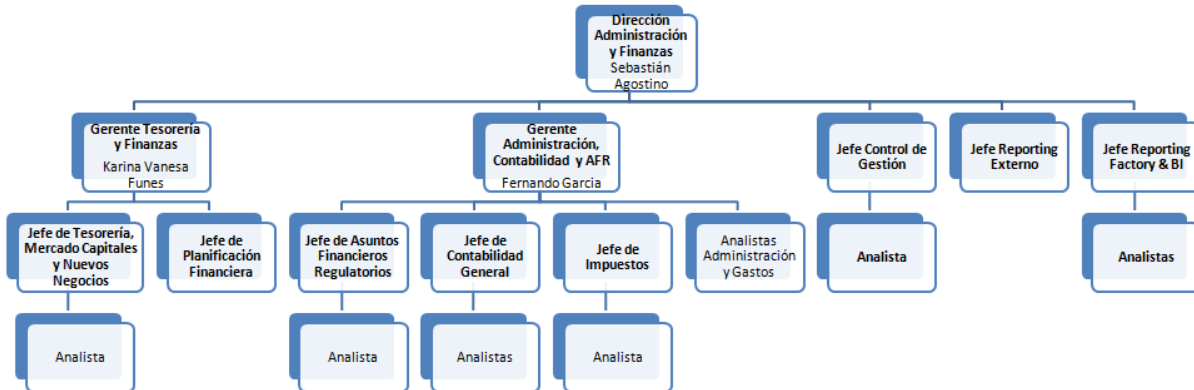 Dirección
Administración
y Finanzas
Sebastián
Agostino
Gerente Tesorería
y Finanzas
Karina Vanesa
Funes
Gerente
Administración,
Contabilidad y AFR
Fernando Garcia
Jefe Control de
Gestión
Jefe Reporting
Externo
Jefe Reporting
Factory & BI
Jefe de Tesorería,
Mercado Capitales
y Nuevos
Negocios
Jefe de
Planificación
Financiera
Jefe de Asuntos
Financieros
Regulatorios
Jefe de
Contabilidad
General
Jefe de
Impuestos
Analistas
Administración
y Gastos
Analista
Analistas
Analista
Analista
Analistas
Analista